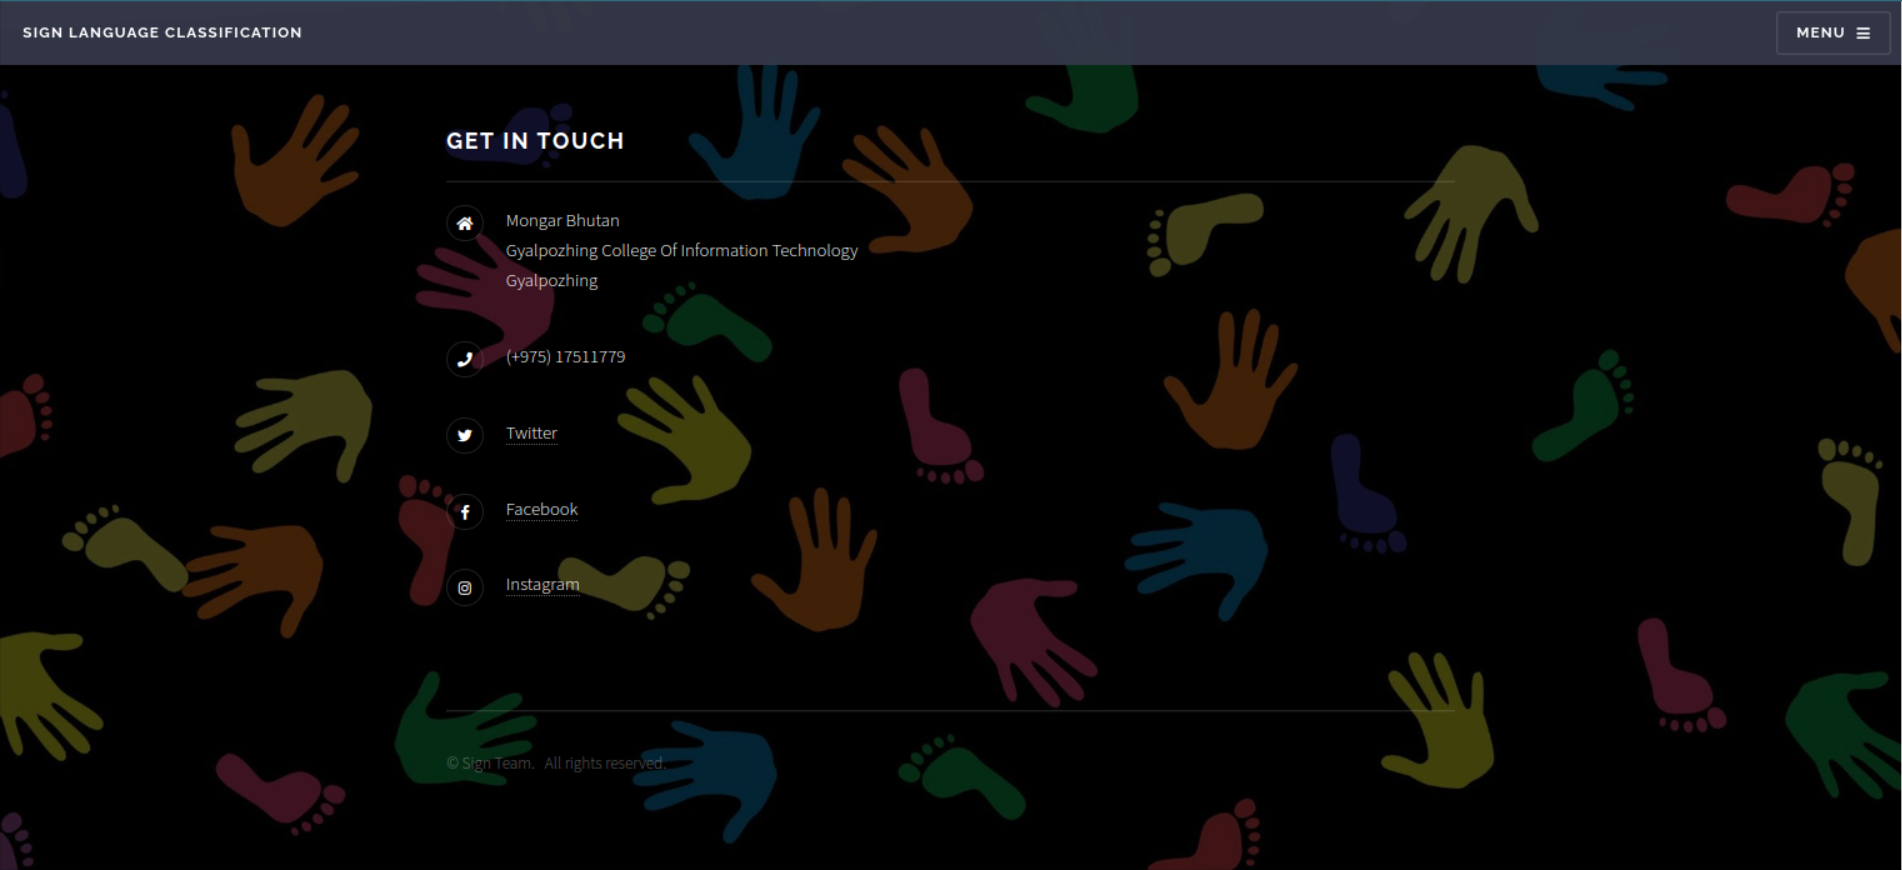 SIGN LANGUAGE CLASSIFICATION
MENU
GET IN TOUCH
Mongar Bhutan
Gyalpozhing College Of Information Technology
Gyalpozhing
(+975) 17511779
Twitter
Facebook
Instagram
© Sign Team. All rights reserved.